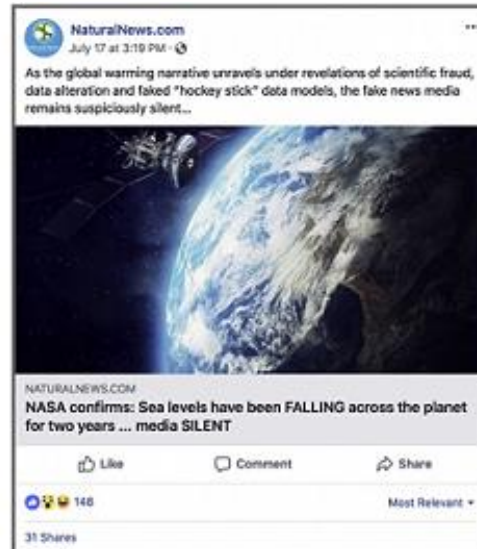 NaturalNews.com
July 17 at 3:19 PM ·
As the global warming narrative unravels under revelations of scientific fraud,
data alteration and faked "hockey stick" data models, the fake news media
remains suspiciously silent...
NATURALNEWS.COM
NASA confirms: Sea levels have been FALLING across the planet
for two years ... media SILENT
Like Comment Share
148 Most Relevant
31 Shares